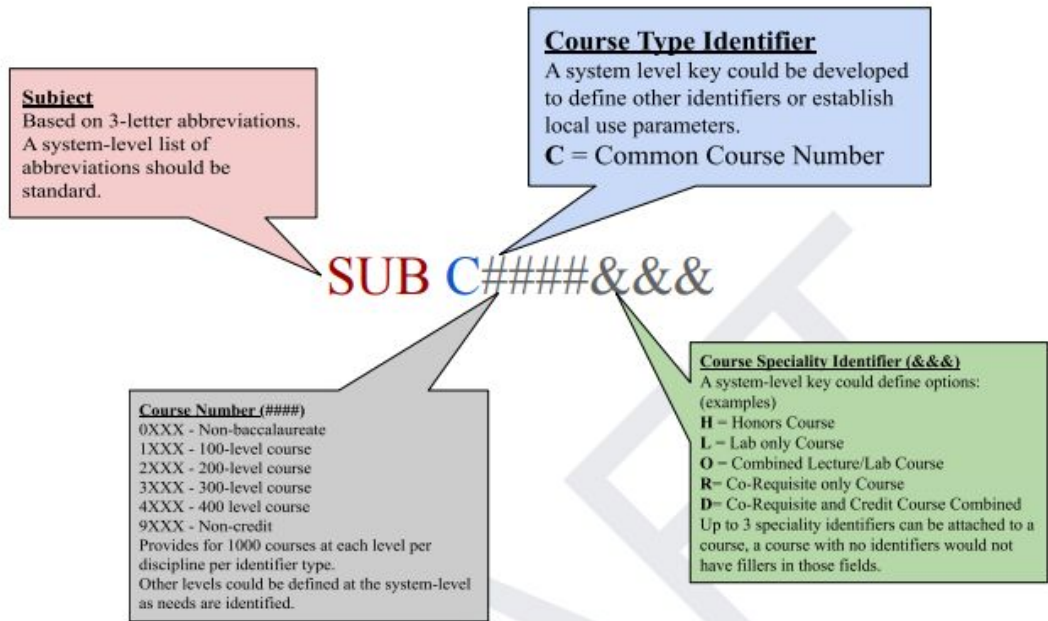 Subject
Based on 3-letter abbreviations.
A system-level list of
abbreviations should be
standard.
Course Type Identifier
A system level key could be developed
to define other identifiers or establish
local use parameters.
C = Common Course Number
SUB C####&&&
Course Number (####)
0XXX - Non-baccalaureate
1XXX - 100-level course
2XXX - 200-level course
3XXX - 300-level course
4XXX - 400 level course
9XXX - Non-credit
Provides for 1000 courses at each level per
discipline per identifier type.
Other levels could be defined at the system-level
as needs are identified.
Course Speciality Identifier (&&&)
A system-level key could define options:
(examples)
H = Honors Course
L = Lab only Course
O = Combined Lecture/Lab Course
R= Co-Requisite only Course
D= Co-Requisite and Credit Course Combined
Up to 3 speciality identifiers can be attached to a
course, a course with no identifiers would not
have fillers in those fields.